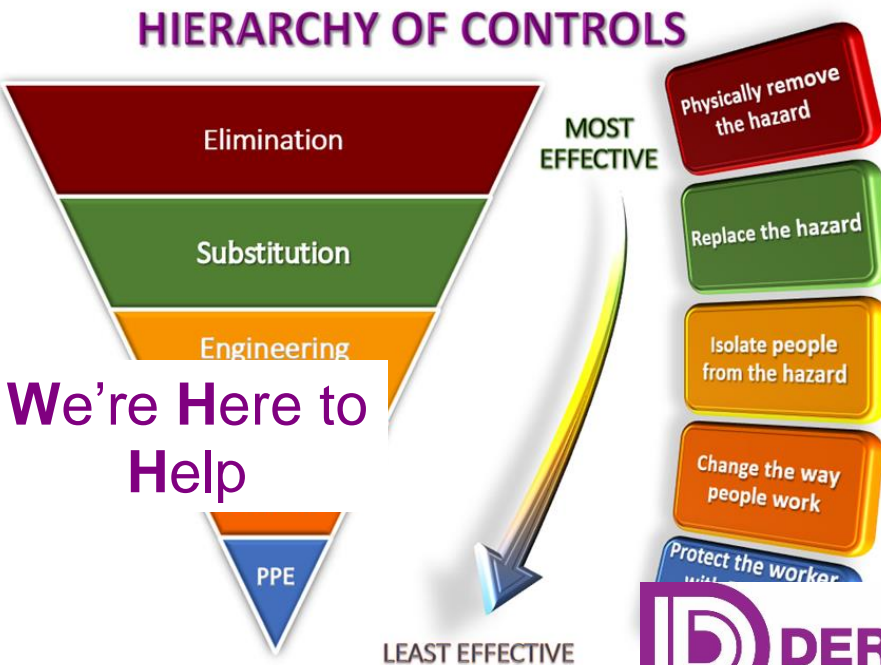 HIERARCHY OF CONTROLS
Elimination
Substitution
Engineering
We're Here to
Help
PPE
MOST
EFFECTIVE
LEAST EFFECTIVE
Physically remove
the hazard
Replace the hazard
Isolate people
from the hazard
Change the way
people work
Protect the worker
DER